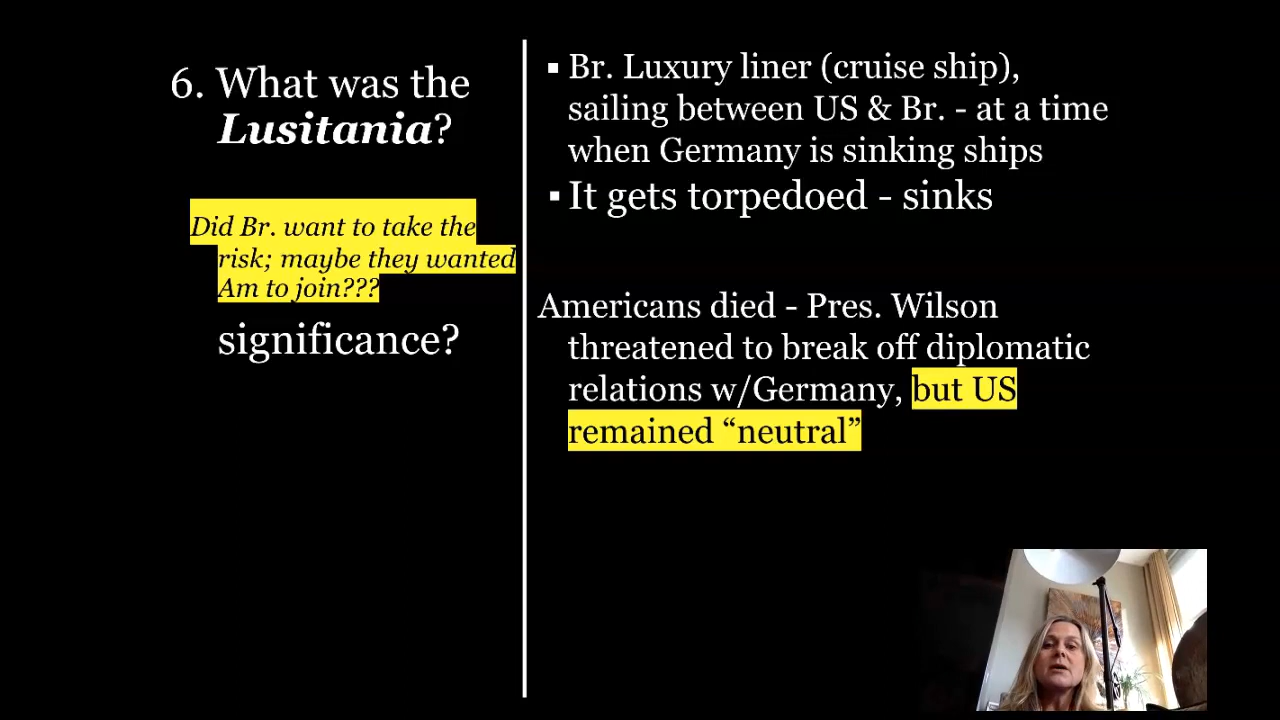 6. What was the
Lusitania?
Did Br. want to take the
risk; maybe they wanted
Am to join???
significance?
▪ Br. Luxury liner (cruise ship),
sailing between US & Br. - at a time
when Germany is sinking ships
▪ It gets torpedoed - sinks
Americans died - Pres. Wilson
threatened to break off diplomatic
relations w/Germany, but US
remained “neutral”